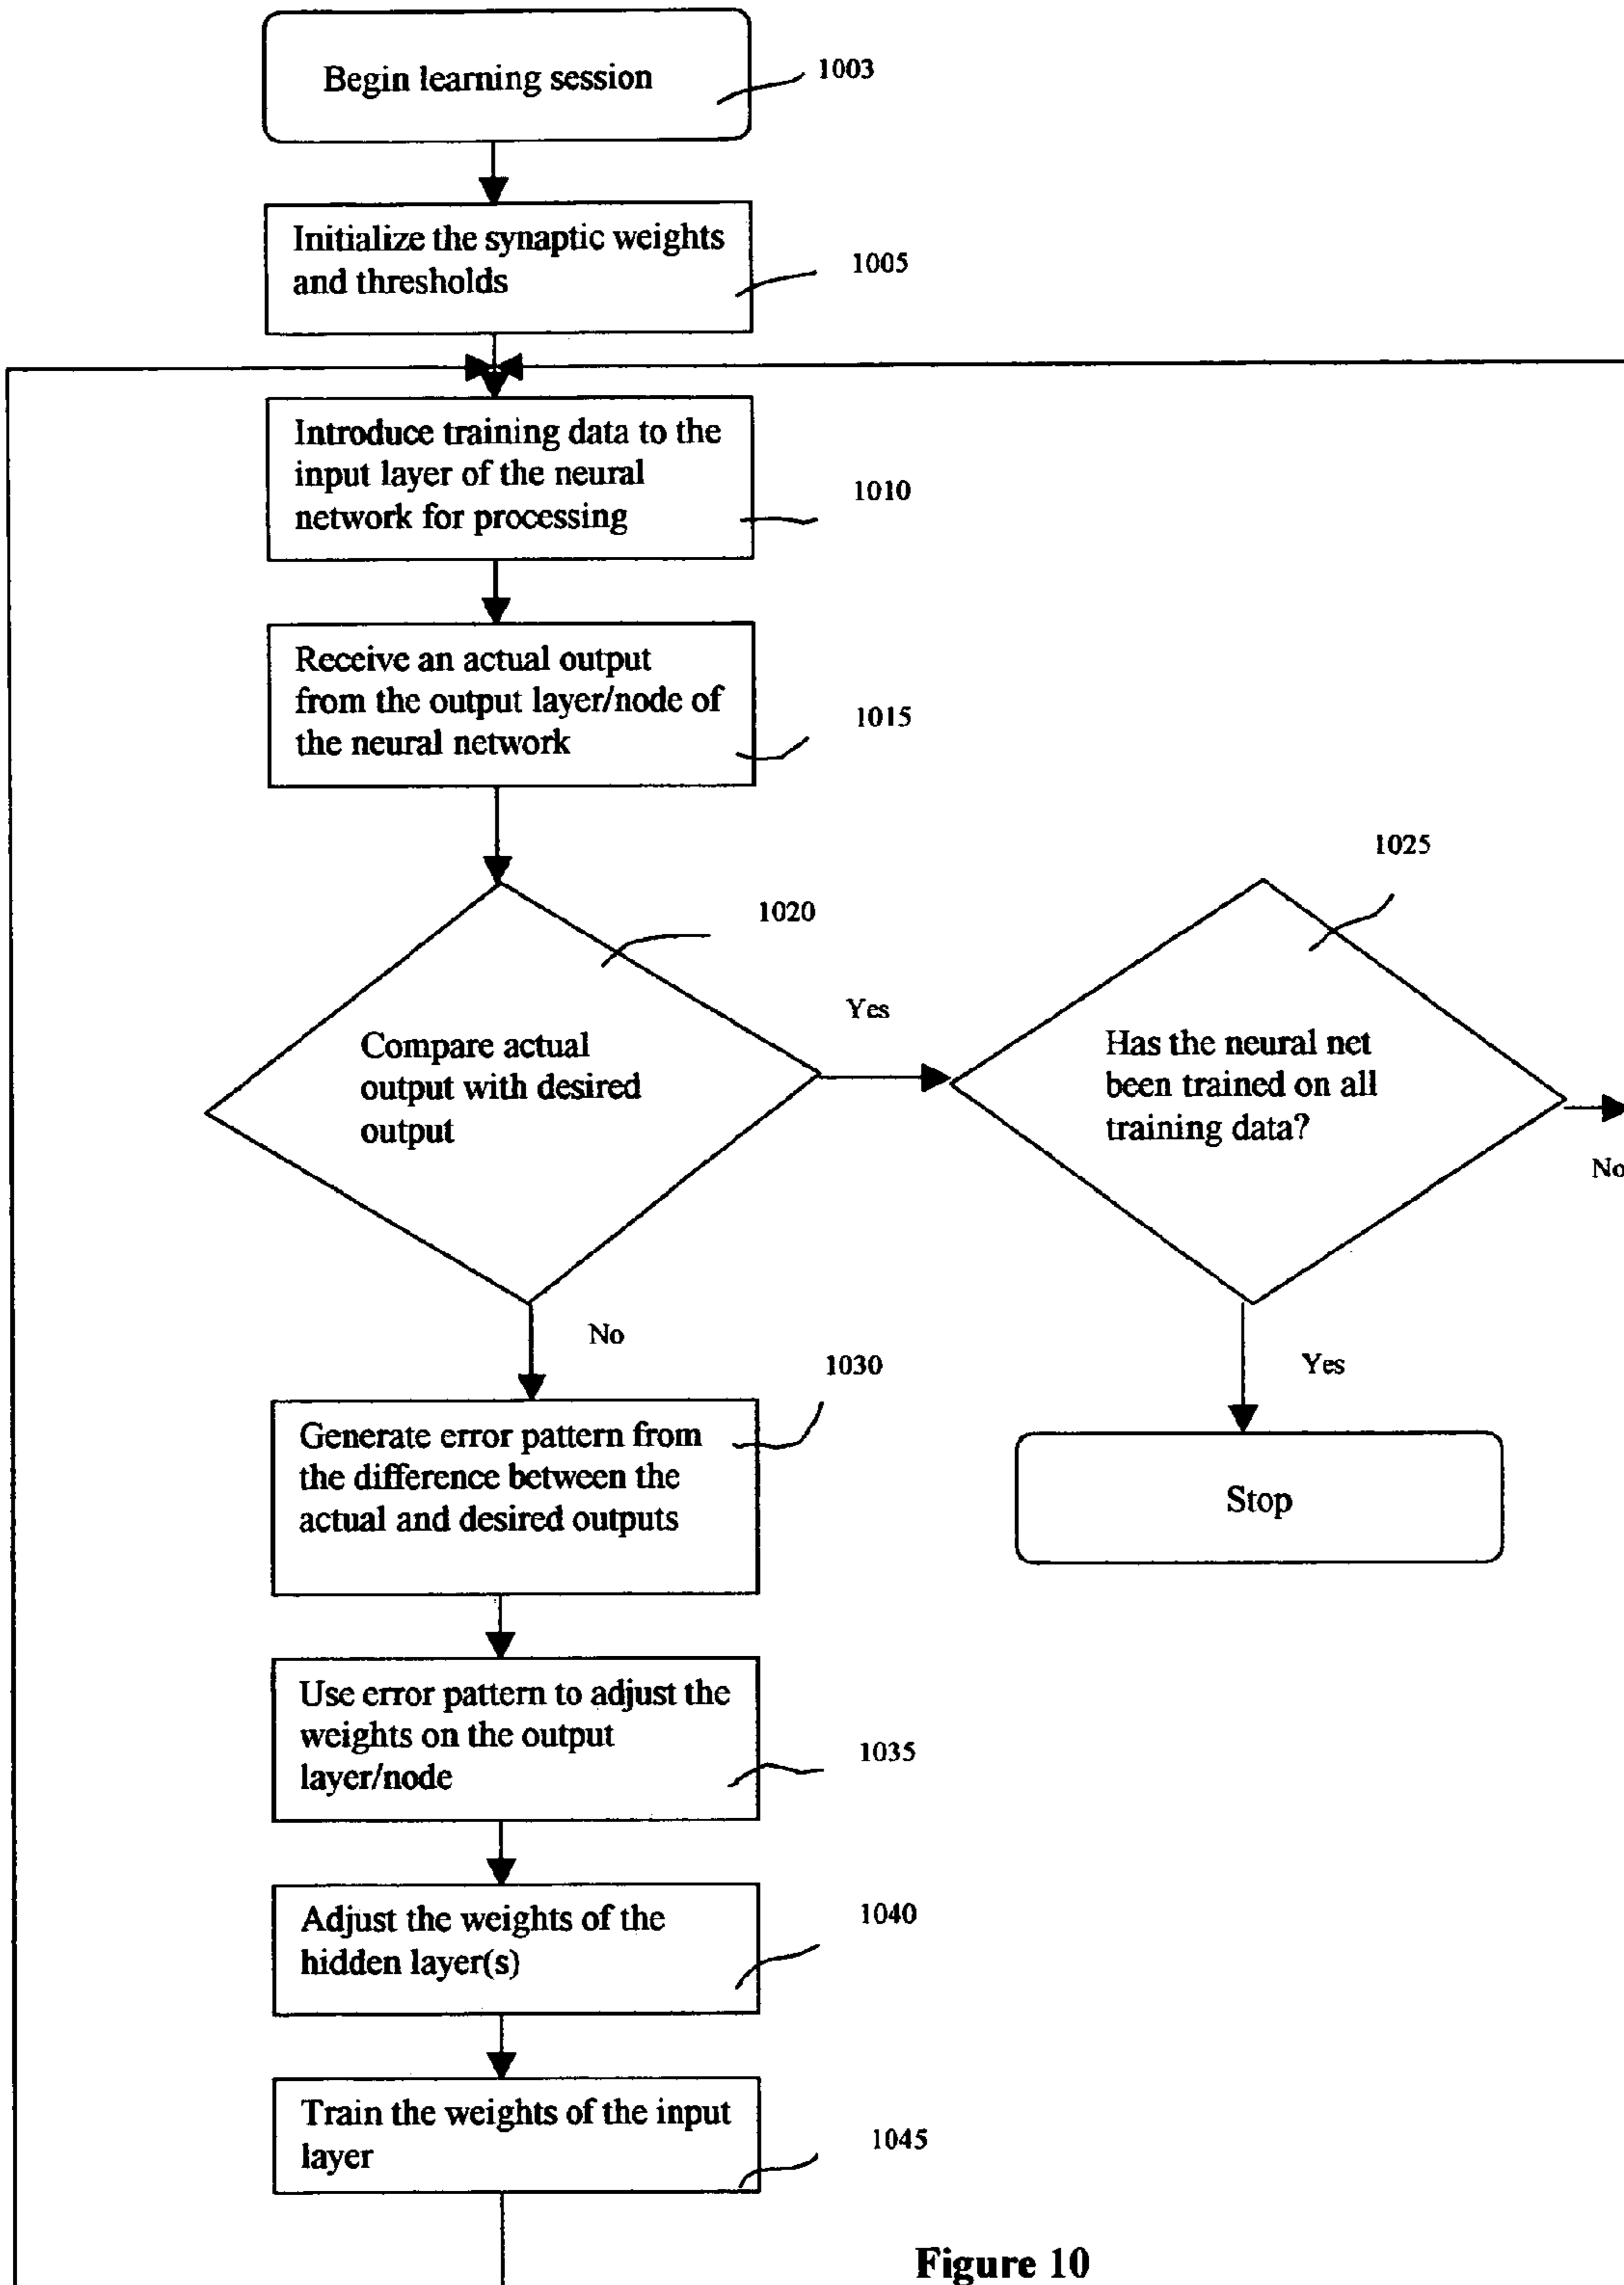 Begin learning session
1003
Initialize the synaptic weights
and thresholds
1005
Introduce training data to the
input layer of the neural
network for processing
1010
Receive an actual output
from the output layer/node of
the neural network
1015
1020
1025
Yes
Compare actual
output with desired
output
Has the neural net
been trained on all
training data?
No
No
Yes
1030
Generate error pattern from
the difference between the
actual and desired outputs
Stop
Use error pattern to adjust the
weights on the output
layer/node
1035
Adjust the weights of the
hidden layer(s)
1040
Train the weights of the input
layer
1045
Figure 10